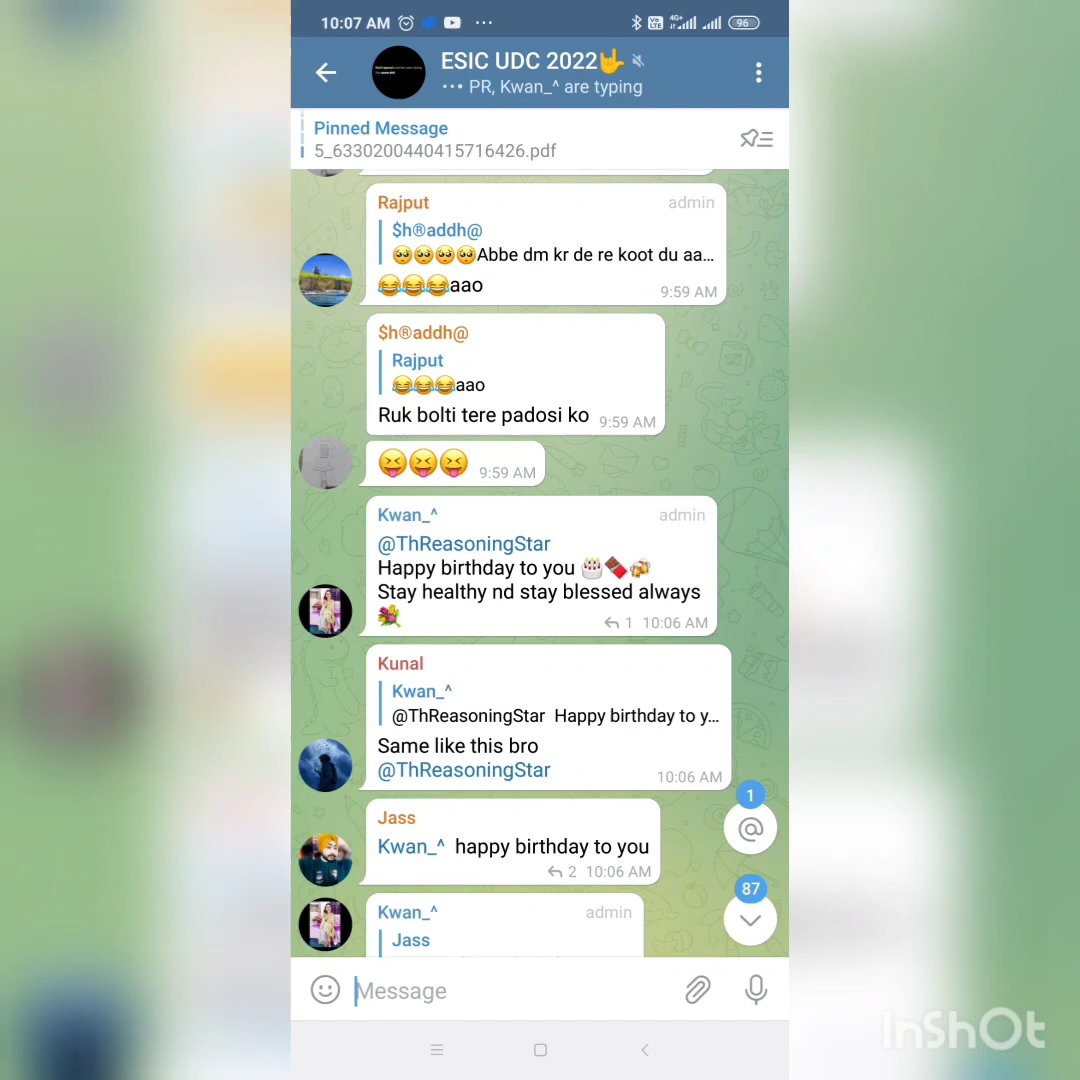 10:07 AM
4G+
Vo LTE
96
ESIC UDC 2022🤟
••• PR, Kwan_^ are typing
Pinned Message
5_6330200440415716426.pdf
Rajput admin
$h®addh@
🥺🥺🥺🥺Abbe dm kr de re koot du aa...
😂😂😂aao
9:59 AM
$h®addh@
Rajput
😂😂😂aao
Ruk bolti tere padosi ko 9:59 AM
😝😝😝 9:59 AM
Kwan_^ admin
@ThReasoningStar
Happy birthday to you 🎂🍫🍻
Stay healthy nd stay blessed always
💐 1 10:06 AM
Kunal
Kwan_^
@ThReasoningStar Happy birthday to y...
Same like this bro
@ThReasoningStar 10:06 AM
1
@
Jass
Kwan_^ happy birthday to you
2 10:06 AM
87
Kwan_^ admin
Jass
Message
InShOt